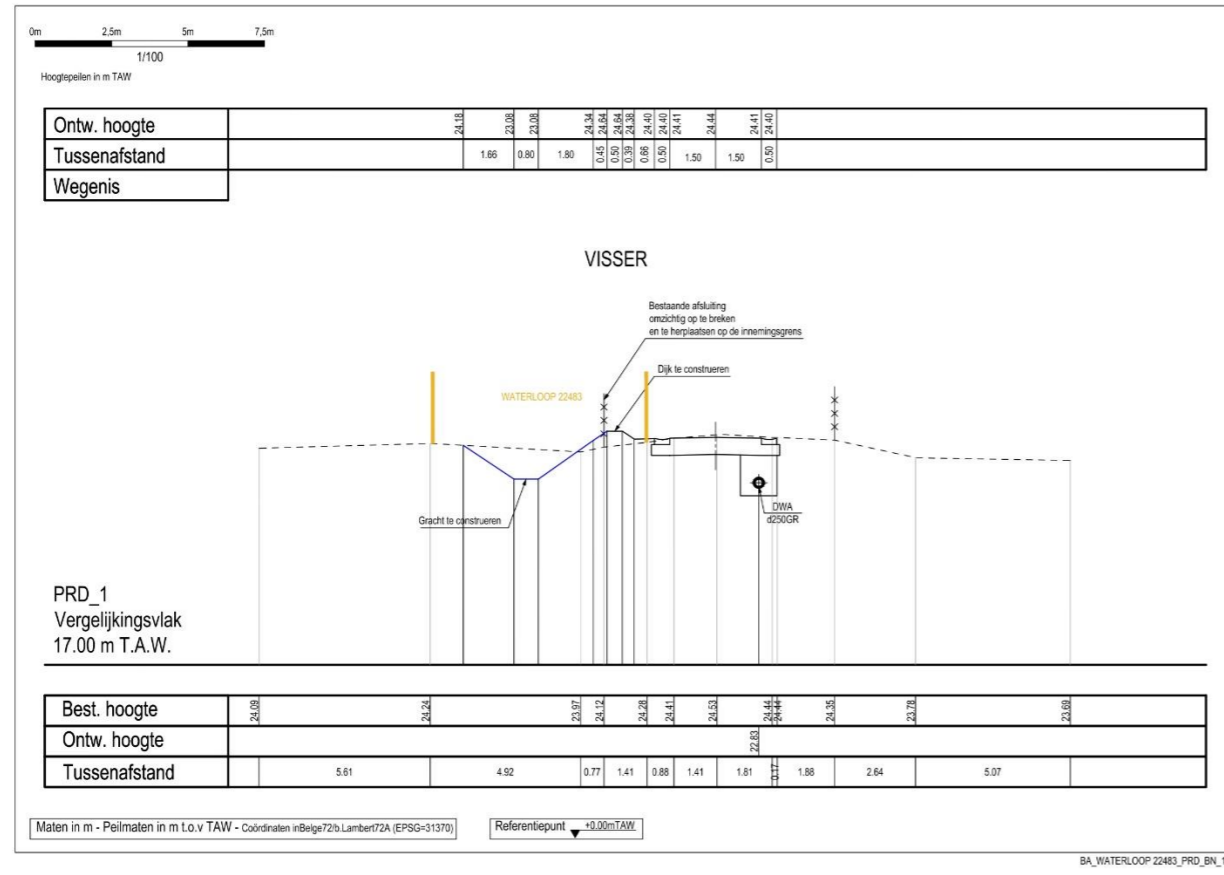 0m 2,5m 5m 7,5m
1/100
Hoogtepeilen in m TAW
Ontw. hoogte 24.18 23.08 23.08 24.34 24.64 24.64 24.38 24.40 24.40 24.41 24.44 24.41 24.40
Tussenafstand 1.66 0.80 1.80 0.45 0.50 0.39 0.66 0.50 1.50 1.50 0.50
Wegenis
VISSER
Bestaande afsluiting
omzichtig op te breken
en te herplaatsen op de innemingsgrens
Dijk te construeren
WATERLOOP 22483
Gracht te construeren
DWA
d250GR
PRD_1
Vergelijkingsvlak
17.00 m T.A.W.
Best. hoogte 24.09 24.24 23.97 24.12 24.28 24.41 24.53 24.44 24.44 24.35 23.78 23.69
Ontw. hoogte 22.83
Tussenafstand 5.61 4.92 0.77 1.41 0.88 1.41 1.81 0.17 1.88 2.64 5.07
Maten in m - Peilmaten in m t.o.v TAW - Coördinaten inBelge72/b.Lambert72A (EPSG=31370)
Referentiepunt +0.00mTAW
BA_WATERLOOP 22483_PRD_BN_1